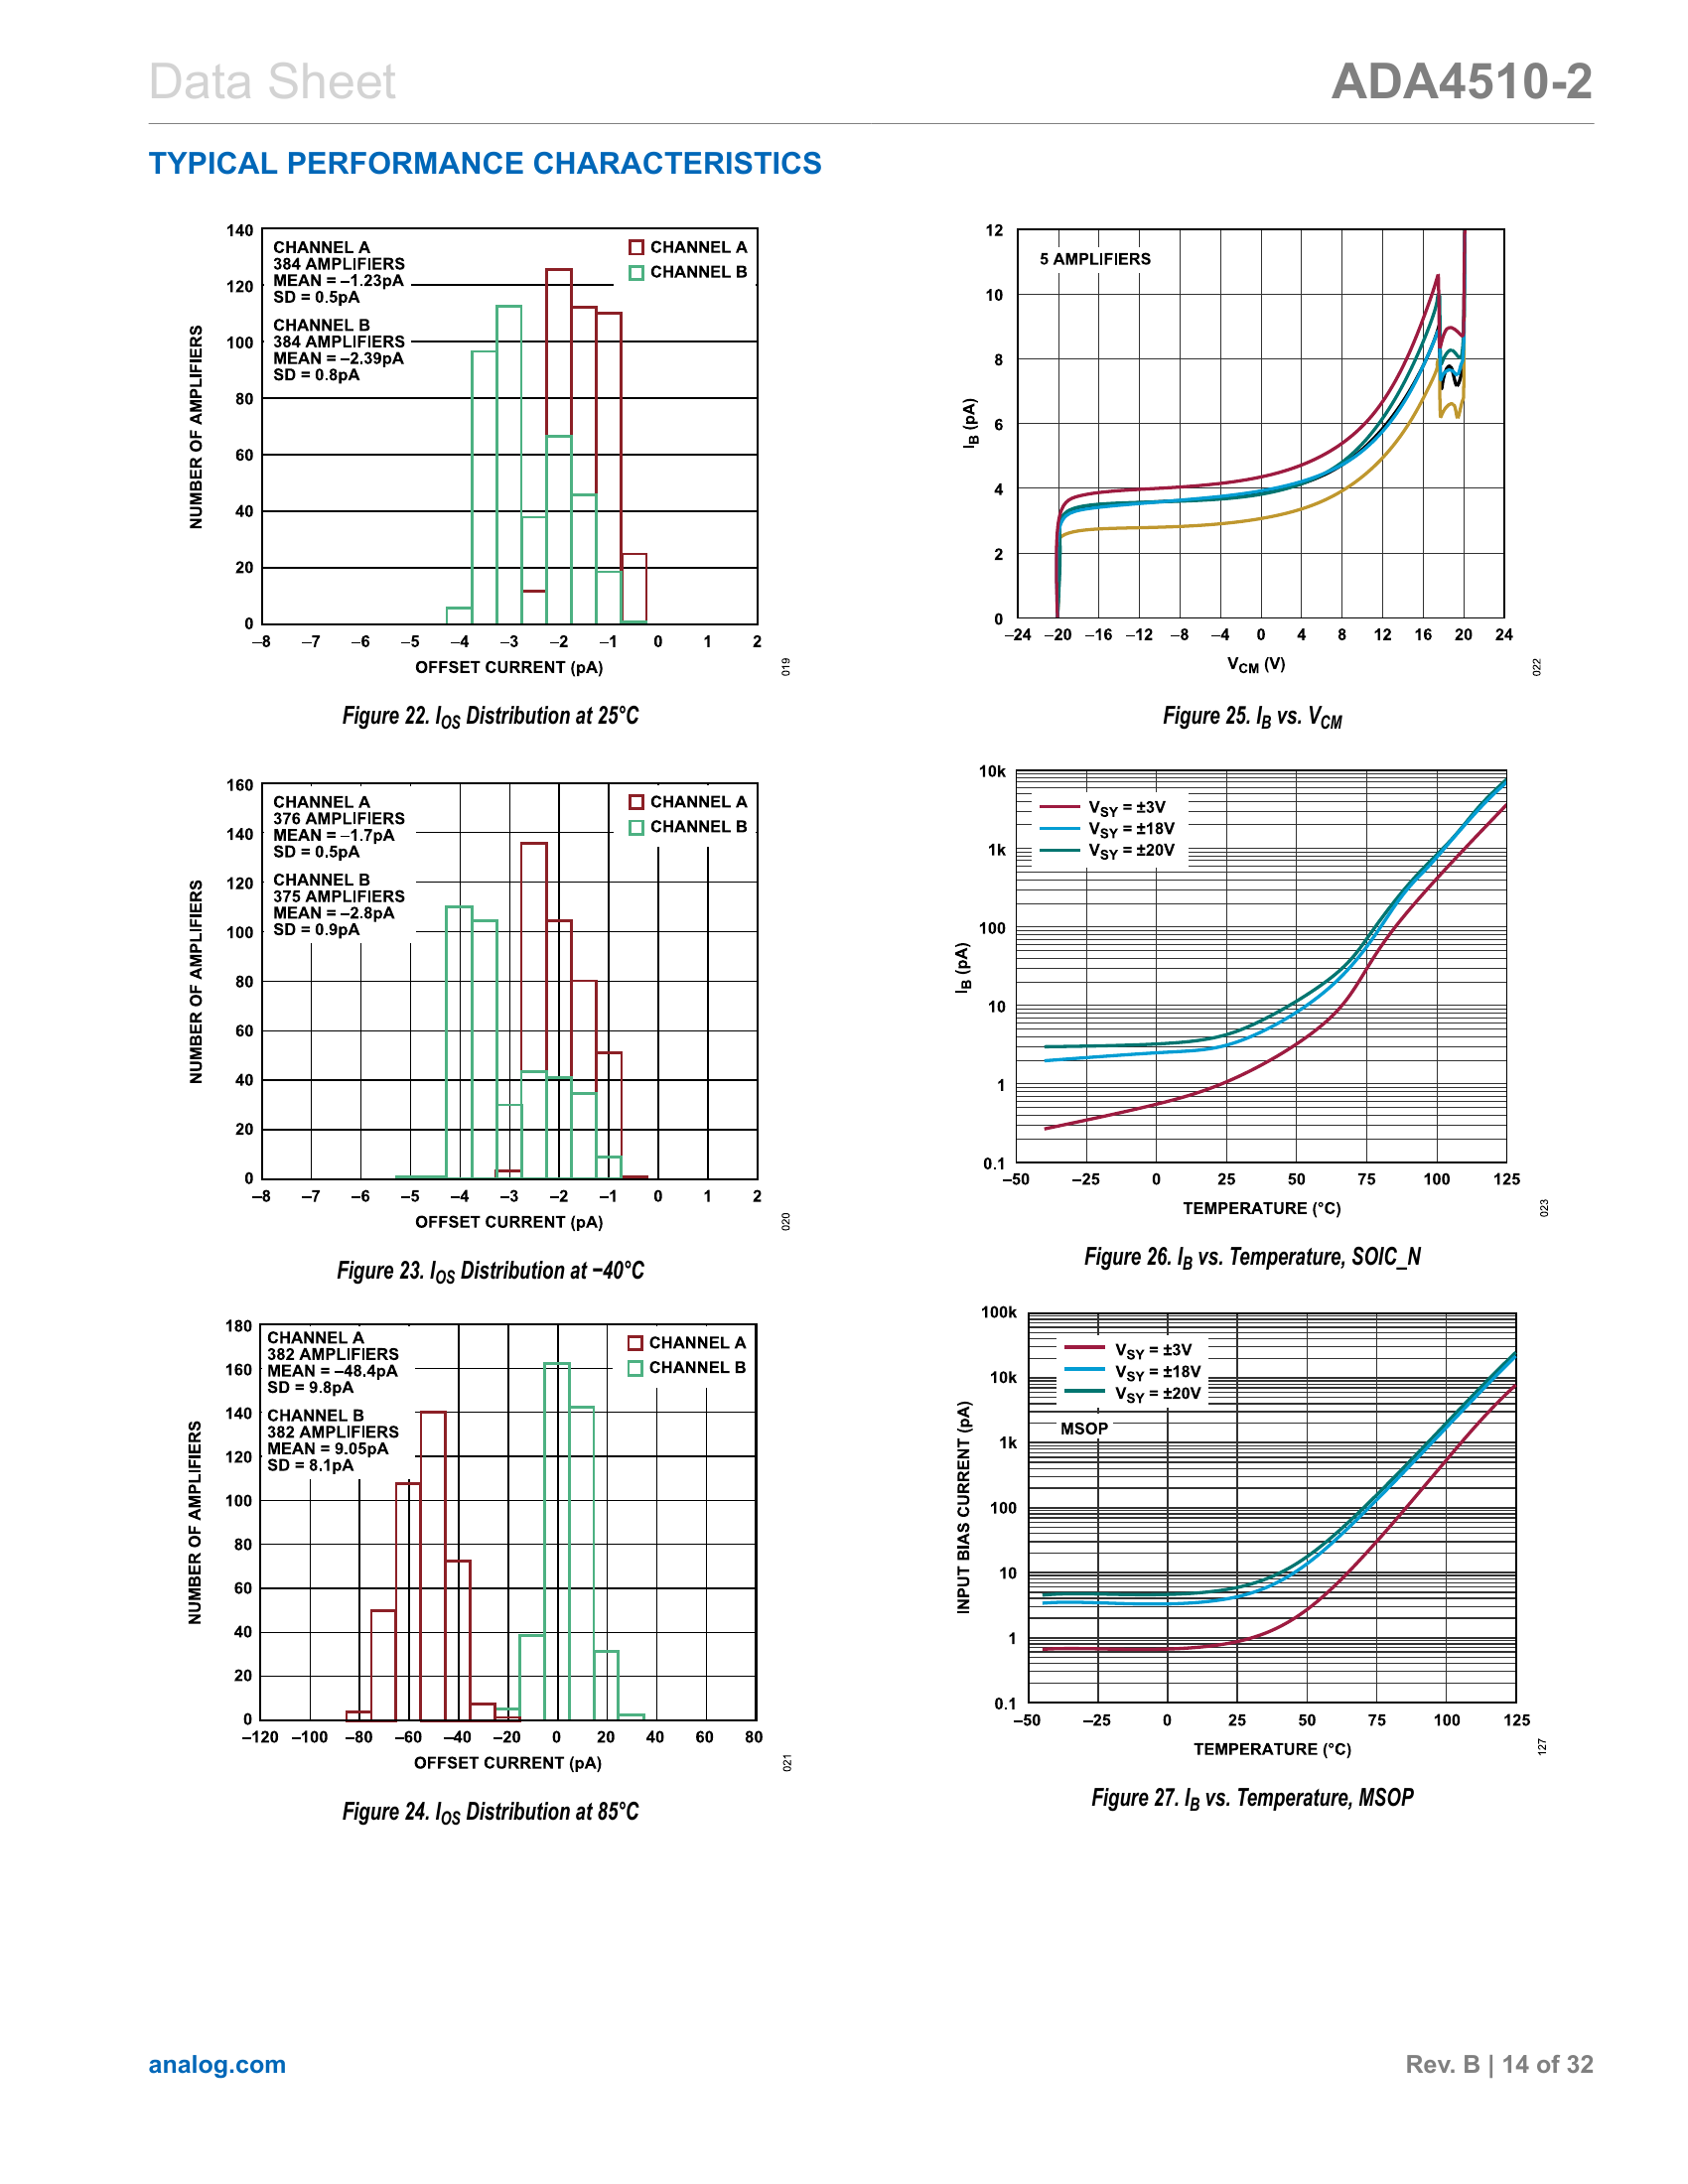 Data Sheet
ADA4510-2
TYPICAL PERFORMANCE CHARACTERISTICS
140
120
100
80
60
40
20
0
NUMBER OF AMPLIFIERS
CHANNEL A
384 AMPLIFIERS
MEAN = –1.23pA
SD = 0.5pA
CHANNEL B
384 AMPLIFIERS
MEAN = –2.39pA
SD = 0.8pA
CHANNEL A
CHANNEL B
–8 –7 –6 –5 –4 –3 –2 –1 0 1 2
OFFSET CURRENT (pA)
019
Figure 22. IOS Distribution at 25°C
160
140
120
100
80
60
40
20
0
NUMBER OF AMPLIFIERS
CHANNEL A
376 AMPLIFIERS
MEAN = –1.7pA
SD = 0.5pA
CHANNEL B
375 AMPLIFIERS
MEAN = –2.8pA
SD = 0.9pA
CHANNEL A
CHANNEL B
–8 –7 –6 –5 –4 –3 –2 –1 0 1 2
OFFSET CURRENT (pA)
020
Figure 23. IOS Distribution at −40°C
180
160
140
120
100
80
60
40
20
0
NUMBER OF AMPLIFIERS
CHANNEL A
382 AMPLIFIERS
MEAN = –48.4pA
SD = 9.8pA
CHANNEL B
382 AMPLIFIERS
MEAN = 9.05pA
SD = 8.1pA
CHANNEL A
CHANNEL B
–120 –100 –80 –60 –40 –20 0 20 40 60 80
OFFSET CURRENT (pA)
021
Figure 24. IOS Distribution at 85°C
12
10
8
6
4
2
0
IB (pA)
5 AMPLIFIERS
–24 –20 –16 –12 –8 –4 0 4 8 12 16 20 24
VCM (V)
022
Figure 25. IB vs. VCM
10k
1k
100
10
1
0.1
IB (pA)
VSY = ±3V
VSY = ±18V
VSY = ±20V
–50 –25 0 25 50 75 100 125
TEMPERATURE (°C)
023
Figure 26. IB vs. Temperature, SOIC_N
100k
10k
1k
100
10
1
0.1
INPUT BIAS CURRENT (pA)
VSY = ±3V
VSY = ±18V
VSY = ±20V
MSOP
–50 –25 0 25 50 75 100 125
TEMPERATURE (°C)
127
Figure 27. IB vs. Temperature, MSOP
analog.com
Rev. B | 14 of 32